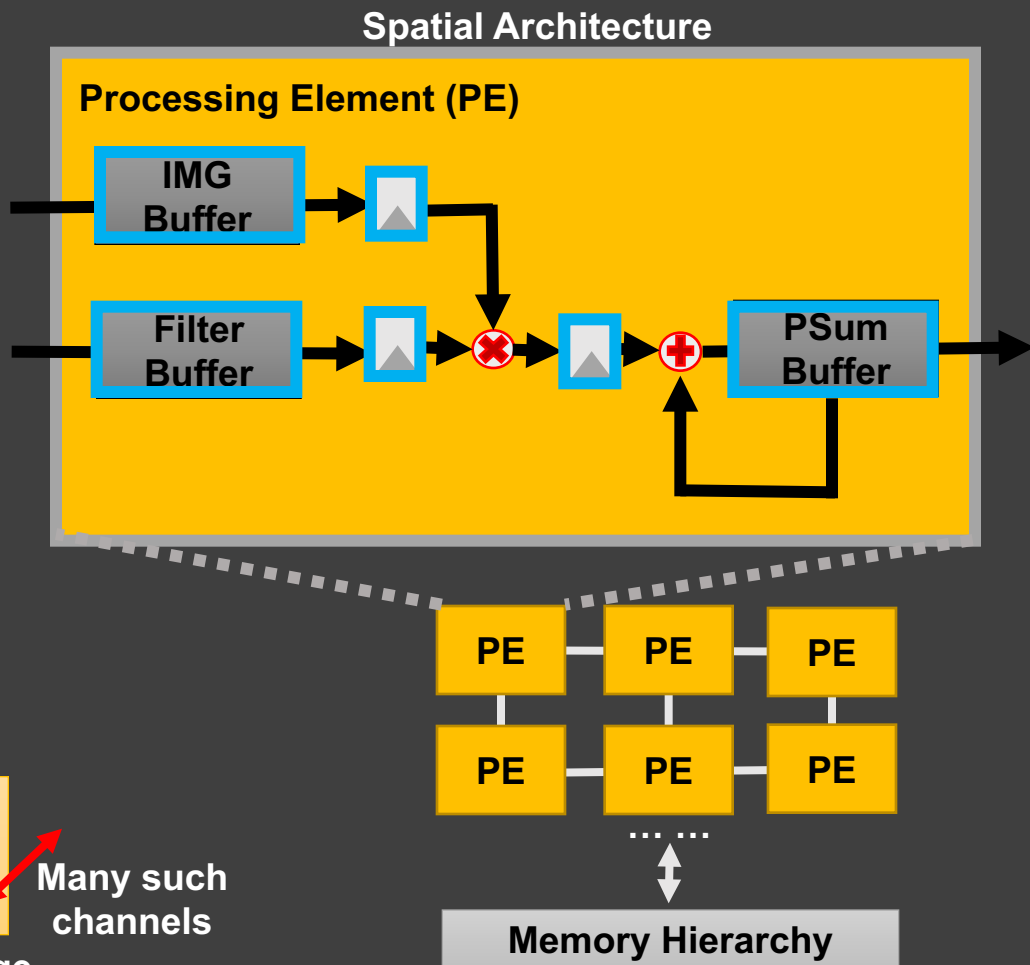 Spatial Architecture
Processing Element (PE)
IMG
Buffer
Filter
Buffer
PSum
Buffer
PE PE PE
PE PE PE
... ...
Many such
channels
Memory Hierarchy